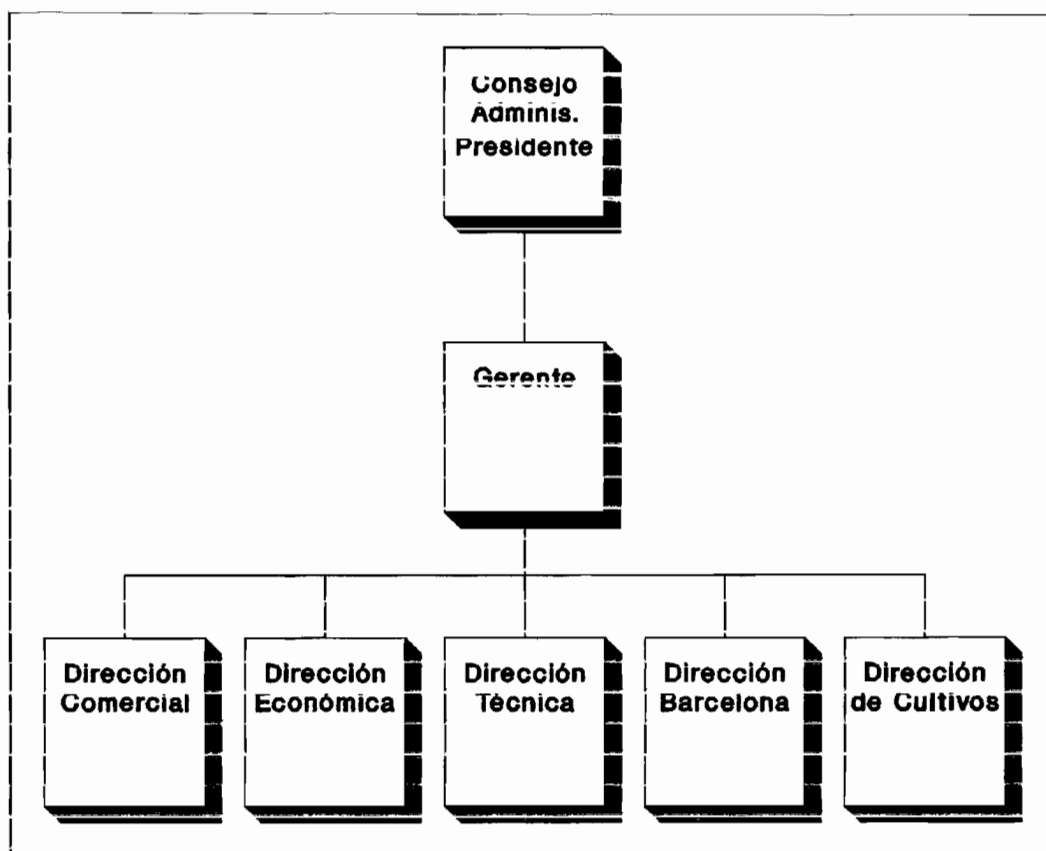 Consejo
Adminis.
Presidente
Gerente
Dirección
Comercial
Dirección
Económica
Dirección
Técnica
Dirección
Barcelona
Dirección
de Cultivos